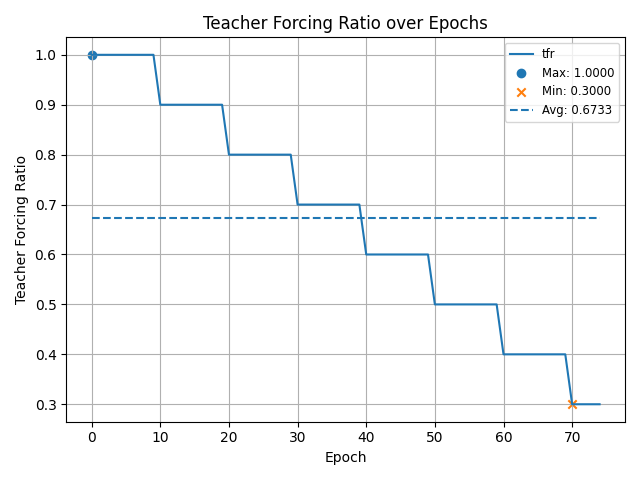 Teacher Forcing Ratio over Epochs
Teacher Forcing Ratio
1.0
0.9
0.8
0.7
0.6
0.5
0.4
0.3
tfr
Max: 1.0000
Min: 0.3000
Avg: 0.6733
0 10 20 30 40 50 60 70
Epoch